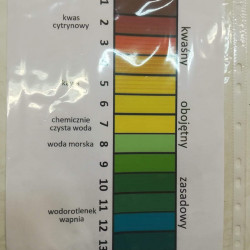 1
kwas
cytrynowy
2
3
kwaśny
5
6
obojętny
chemicznie
czysta woda
7
woda morska
8
9
10
zasadowy
11
wodorotlenek
wapnia
12
13